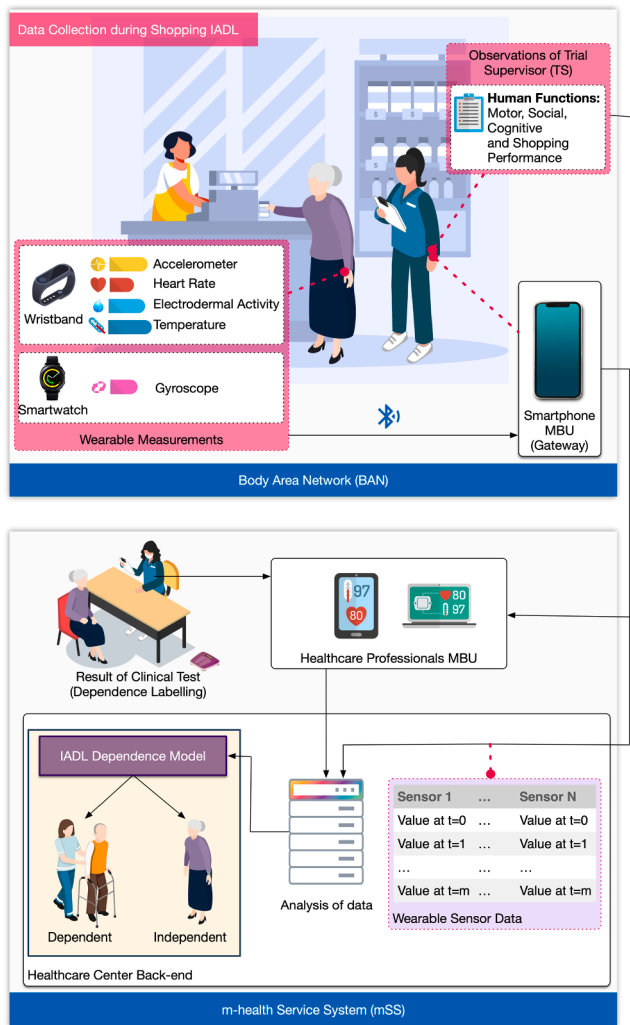 Data Collection during Shopping IADL
Observations of Trial
Supervisor (TS)
Human Functions:
Motor, Social,
Cognitive
and Shopping
Performance
$
$
$
Wristband
Accelerometer
Heart Rate
Electrodermal Activity
Temperature
Smartwatch
Gyroscope
Wearable Measurements
Smartphone
MBU
(Gateway)
Body Area Network (BAN)
97
80
80
97
Healthcare Professionals MBU
Result of Clinical Test
(Dependence Labelling)
IADL Dependence Model
Dependent
Independent
Analysis of data
Sensor 1 ... Sensor N
Value at t=0 ... Value at t=0
Value at t=1 ... Value at t=1
... ... ...
Value at t=m ... Value at t=m
Wearable Sensor Data
Healthcare Center Back-end
m-health Service System (mSS)